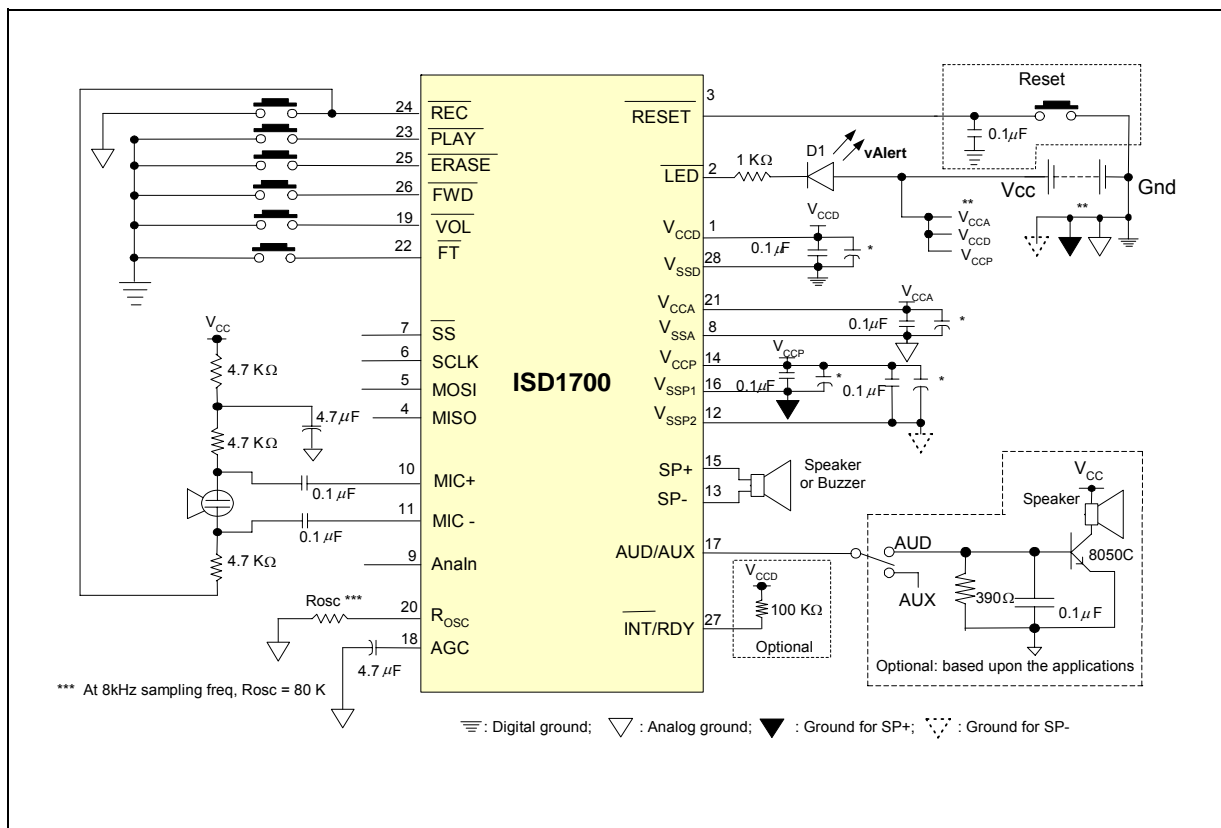 24
REC
23
PLAY
25
ERASE
26
FWD
19
VOL
22
FT
7
SS
6
SCLK
5
MOSI
4
MISO
10
MIC+
11
MIC -
9
AnaIn
20
ROSC
18
AGC
VCC
4.7 KΩ
4.7 μF
4.7 KΩ
0.1 μF
0.1 μF
4.7 KΩ
Rosc ***
4.7 μF
*** At 8kHz sampling freq, Rosc = 80 K
ISD1700
3
RESET
Reset
0.1μF
2
LED
1 KΩ
D1
vAlert
Vcc
Gnd
**
VCCA
VCCD
VCCP
**
VCCD
1
VSSD
28
VCCD
0.1μF
*
VCCA
21
VSSA
8
VCCA
0.1μF
*
VCCP
14
VSSP1
16
VSSP2
12
VCCP
0.1μF
*
0.1μF
*
SP+
15
SP-
13
Speaker
or Buzzer
AUD/AUX
17
AUD
AUX
VCC
Speaker
8050C
390Ω
0.1μF
Optional: based upon the applications
INT/RDY
27
VCCD
100 KΩ
Optional
: Digital ground; : Analog ground; : Ground for SP+; : Ground for SP-